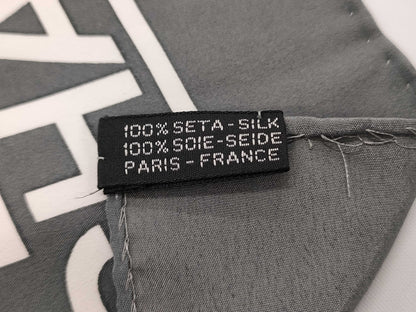 100% SETA - SILK
100% SOIE - SEIDE
PARIS - FRANCE